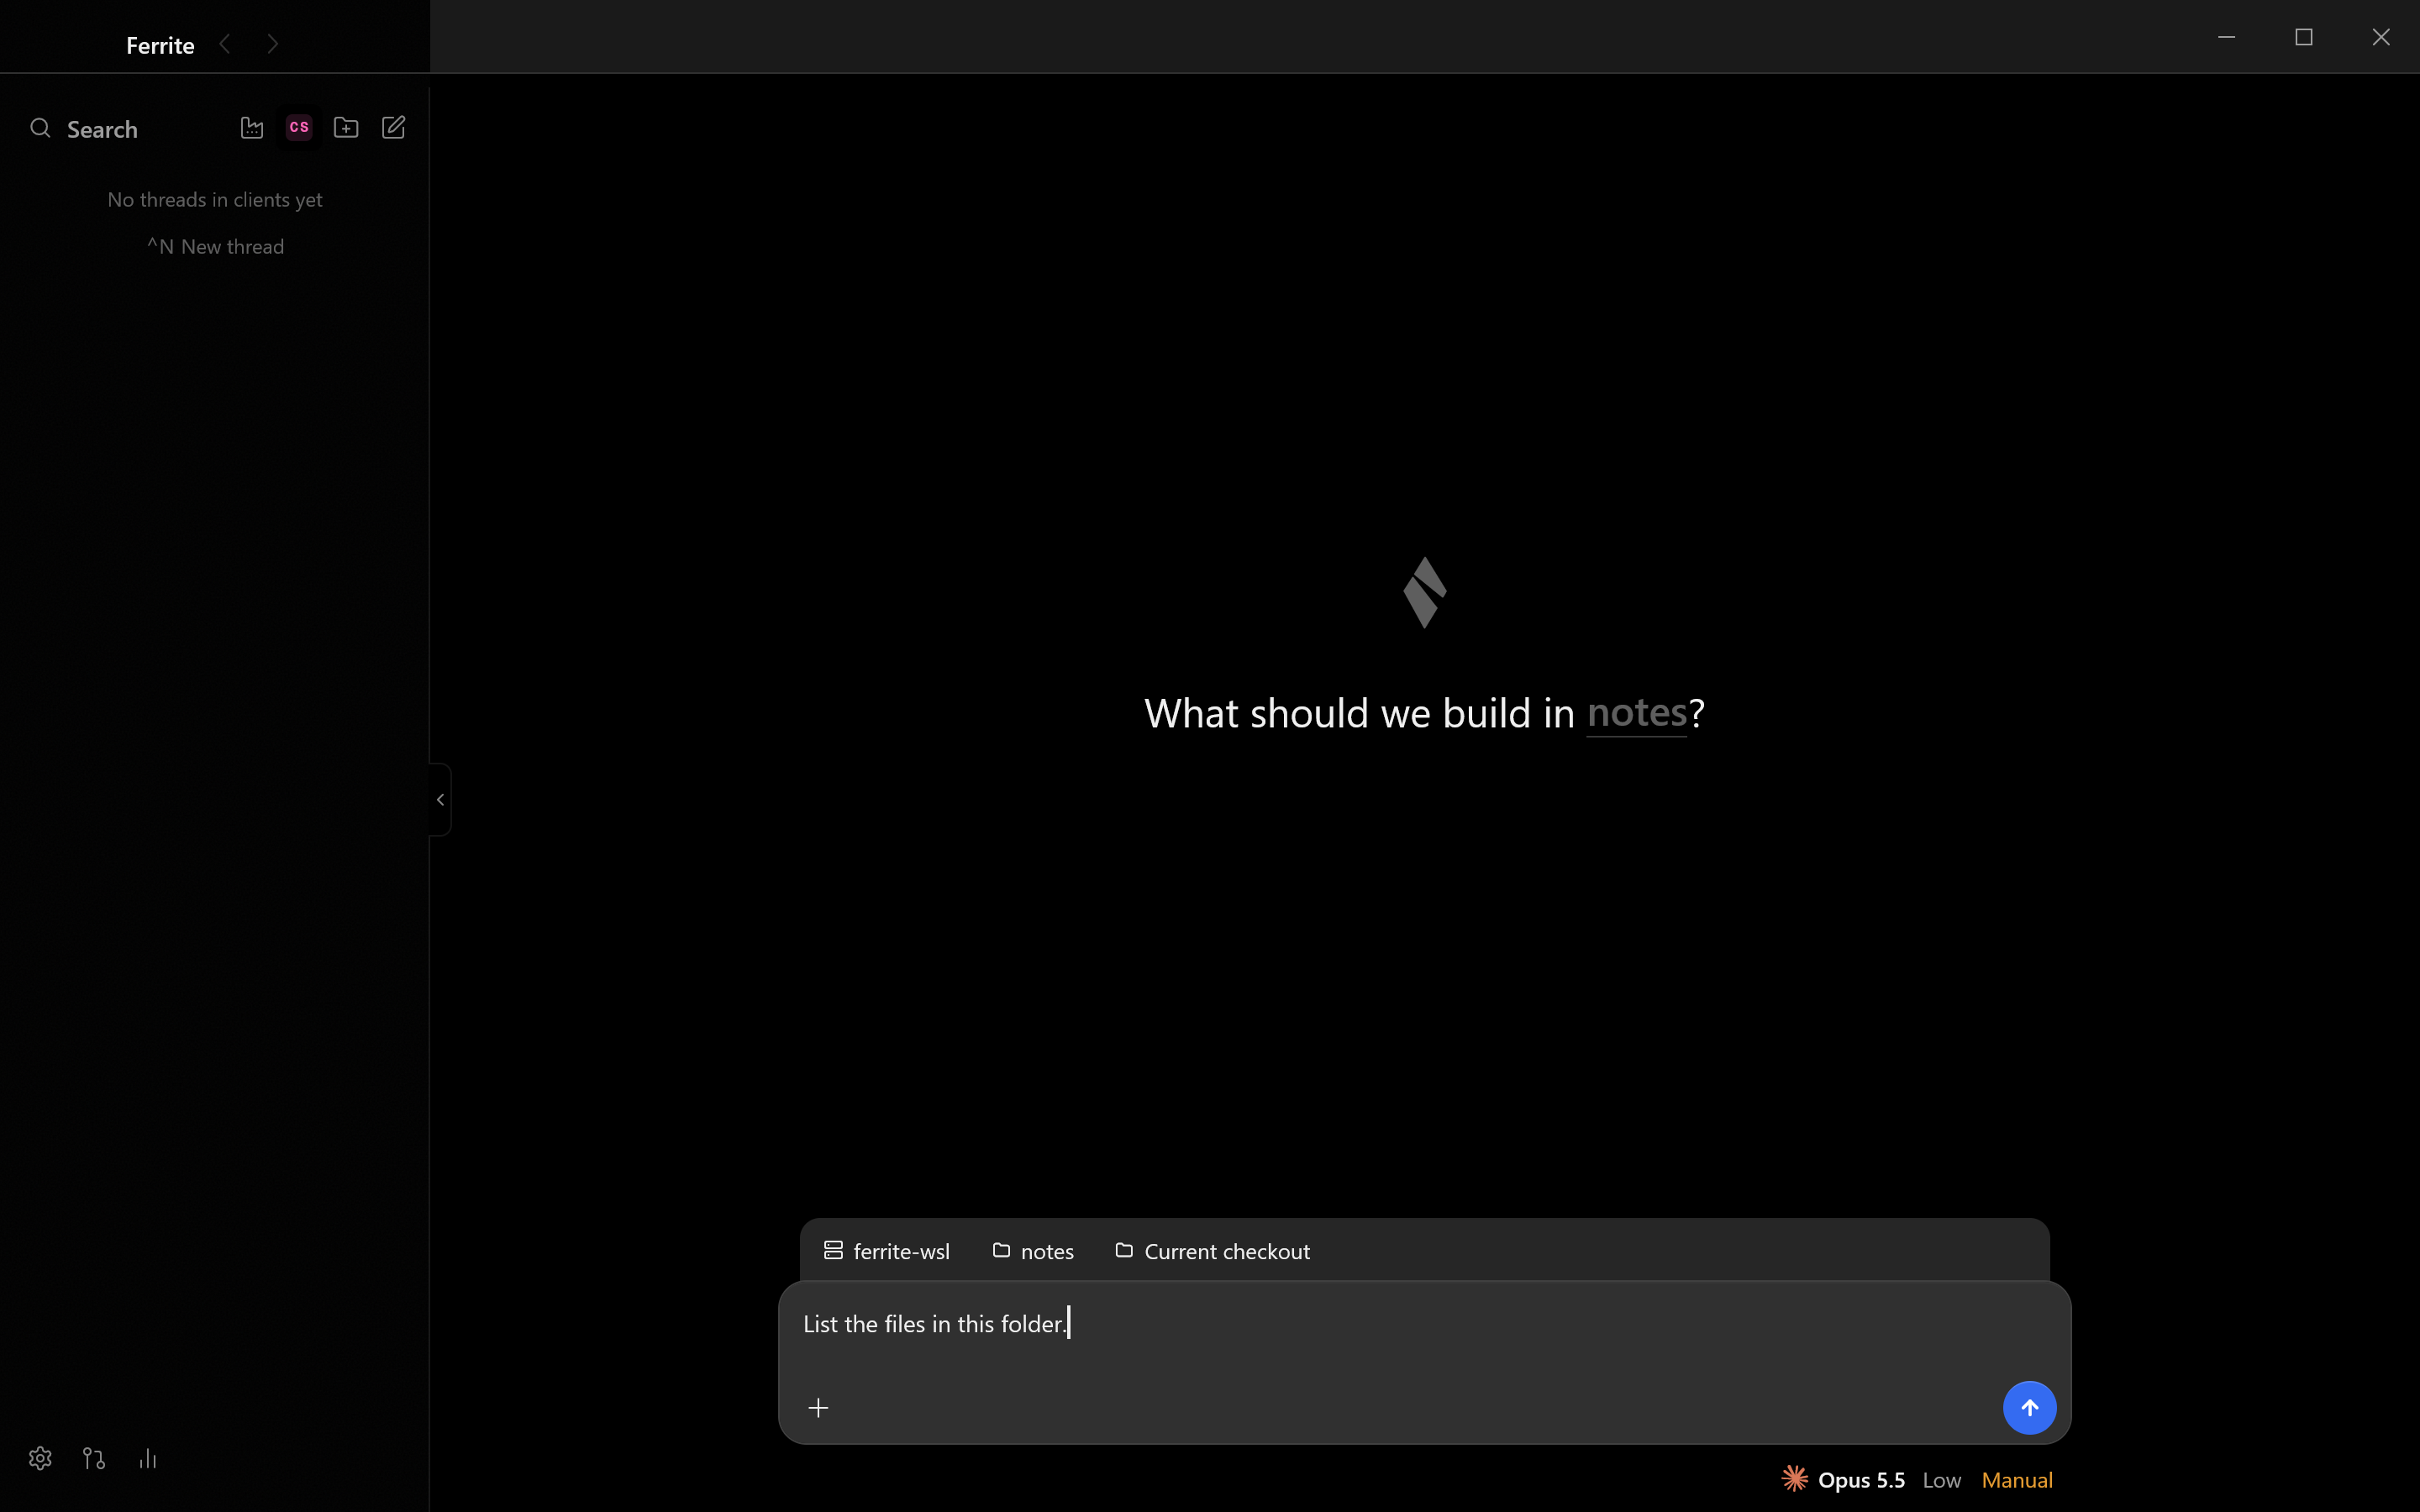 Ferrite
Search
CS
No threads in clients yet
^N New thread
What should we build in notes?
ferrite-wsl notes Current checkout
List the files in this folder.
Opus 5.5 Low Manual